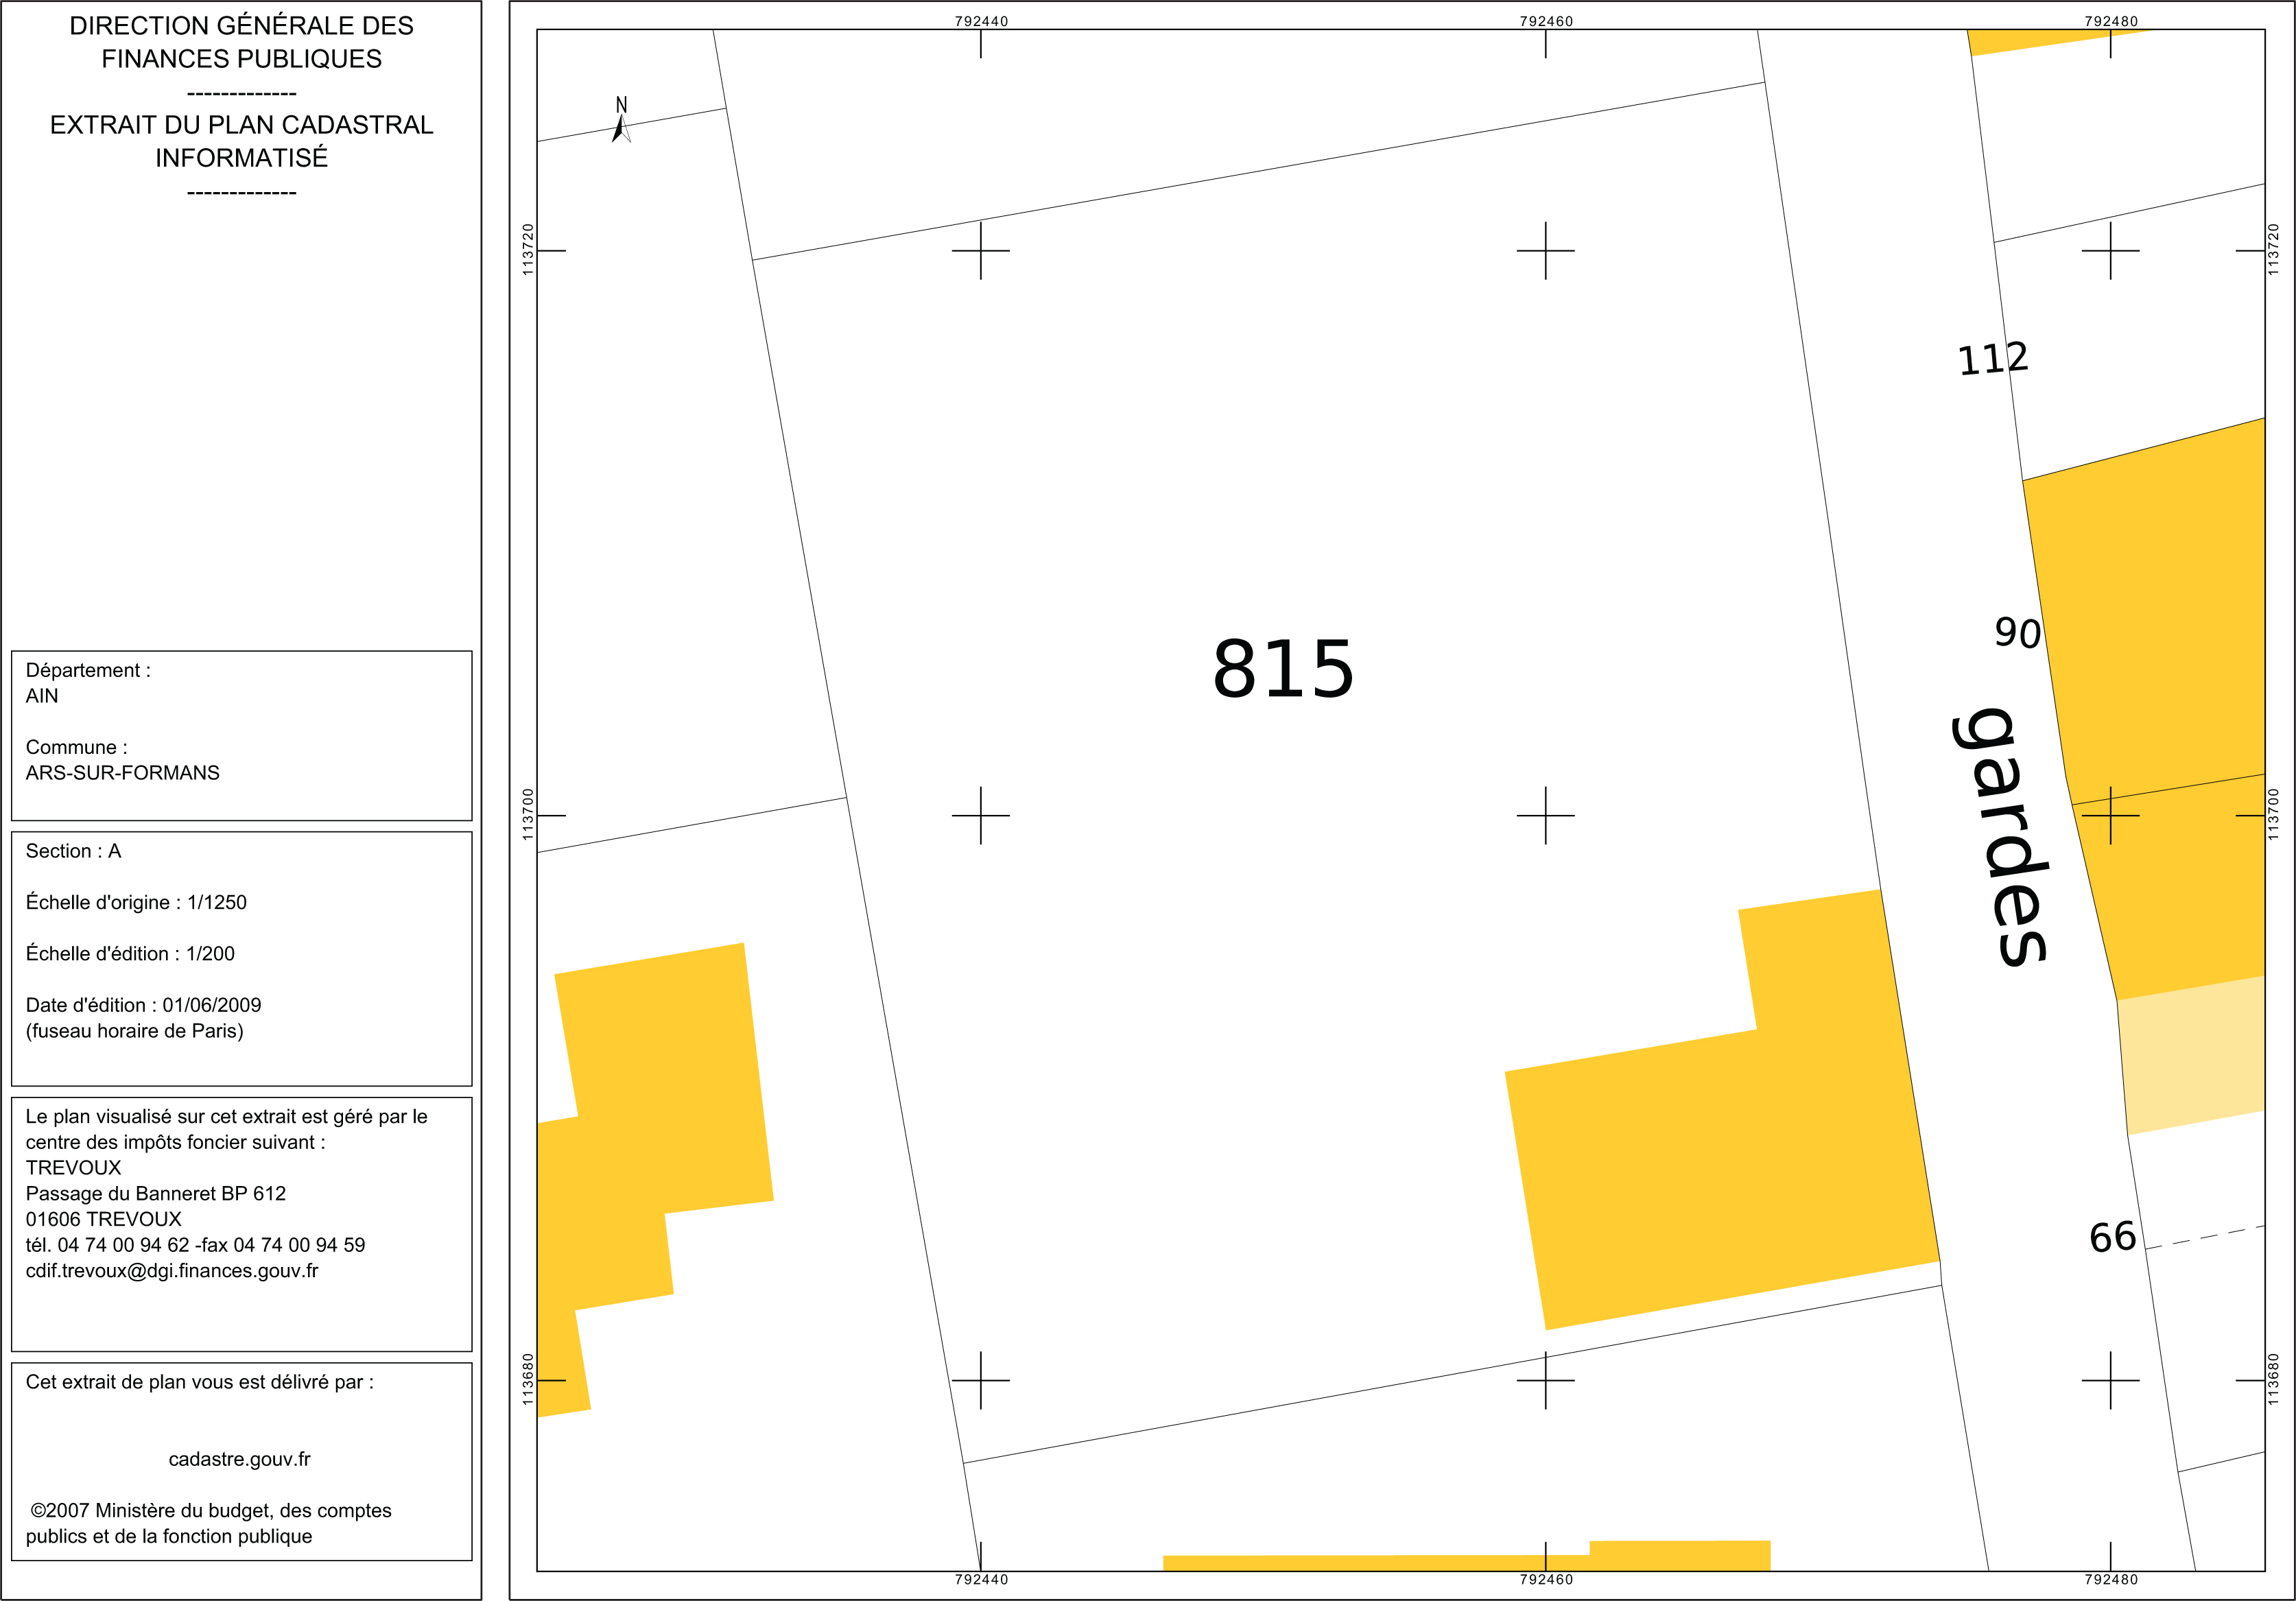 DIRECTION GÉNÉRALE DES
FINANCES PUBLIQUES
-------------
EXTRAIT DU PLAN CADASTRAL
INFORMATISÉ
-------------
Département :
AIN
Commune :
ARS-SUR-FORMANS
Section : A
Échelle d'origine : 1/1250
Échelle d'édition : 1/200
Date d'édition : 01/06/2009
(fuseau horaire de Paris)
Le plan visualisé sur cet extrait est géré par le
centre des impôts foncier suivant :
TREVOUX
Passage du Banneret BP 612
01606 TREVOUX
tél. 04 74 00 94 62 -fax 04 74 00 94 59
cdif.trevoux@dgi.finances.gouv.fr
Cet extrait de plan vous est délivré par :
cadastre.gouv.fr
©2007 Ministère du budget, des comptes
publics et de la fonction publique
792440 792460 792480
N
113720 113720
112
90
815
gardes
113700 113700
66
113680 113680
792440 792460 792480